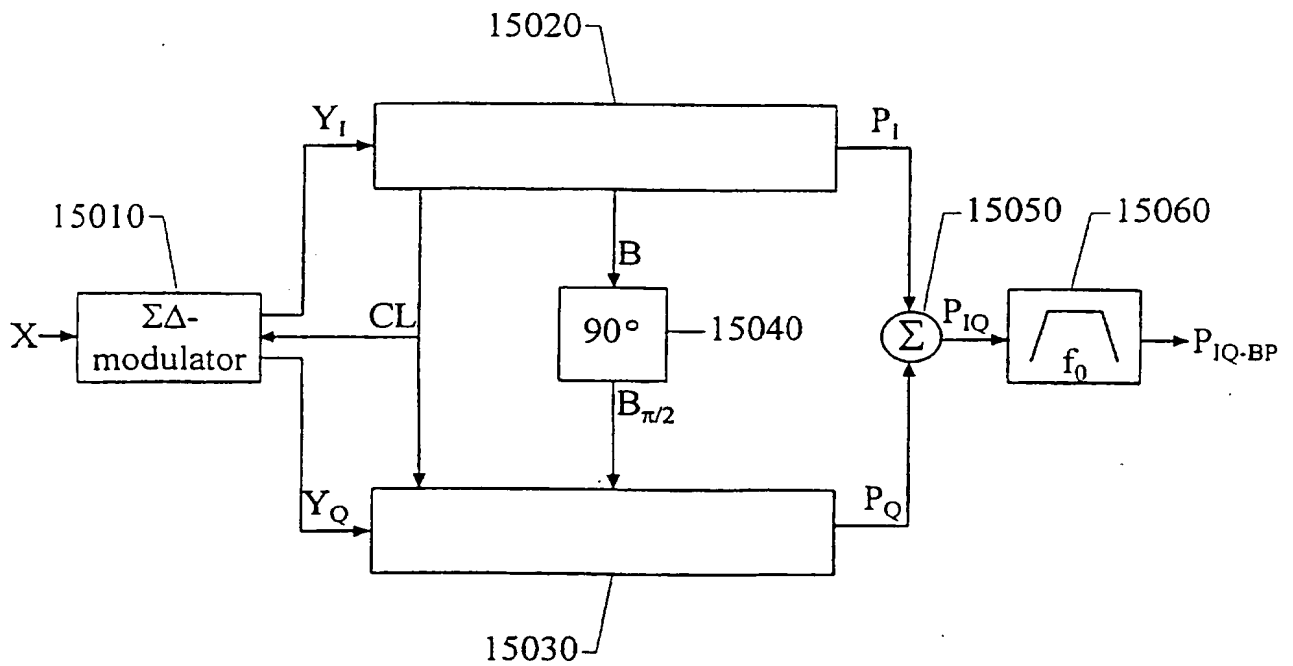 15020
Y_I
P_I
15010
15050
15060
B
X
ΣΔ-
modulator
CL
90°
15040
Σ
P_IQ
f_0
P_IQ-BP
B_π/2
Y_Q
P_Q
15030